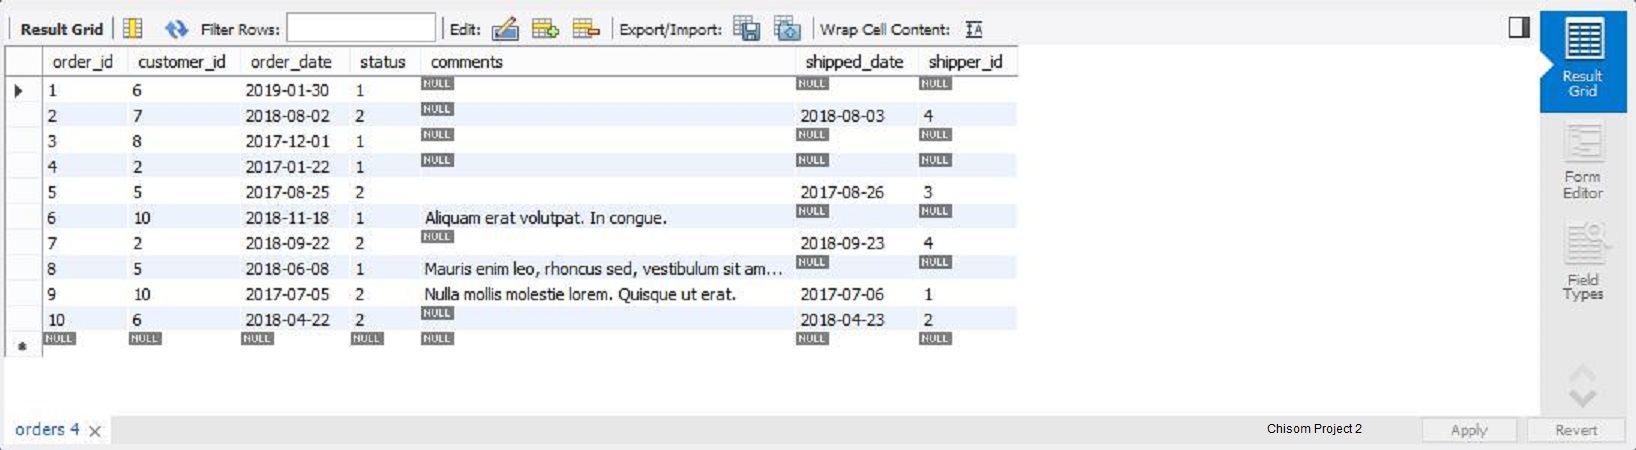 Result Grid Filter Rows: Edit: Export/Import: Wrap Cell Content:
order_id customer_id order_date status comments shipped_date shipper_id
1 6 2019-01-30 1 NULL NULL NULL
2 7 2018-08-02 2 NULL 2018-08-03 4
3 8 2017-12-01 1 NULL NULL NULL
4 2 2017-01-22 1 NULL NULL NULL
5 5 2017-08-25 2 2017-08-26 3
6 10 2018-11-18 1 Aliquam erat volutpat. In congue. NULL NULL
7 2 2018-09-22 2 NULL 2018-09-23 4
8 5 2018-06-08 1 Mauris enim leo, rhoncus sed, vestibulum sit am... NULL NULL
9 10 2017-07-05 2 Nulla mollis molestie lorem. Quisque ut erat. 2017-07-06 1
10 6 2018-04-22 2 NULL 2018-04-23 2
NULL NULL NULL NULL NULL NULL NULL
Result
Grid
Form
Editor
Field
Types
orders 4 Chisom Project 2 Apply Revert